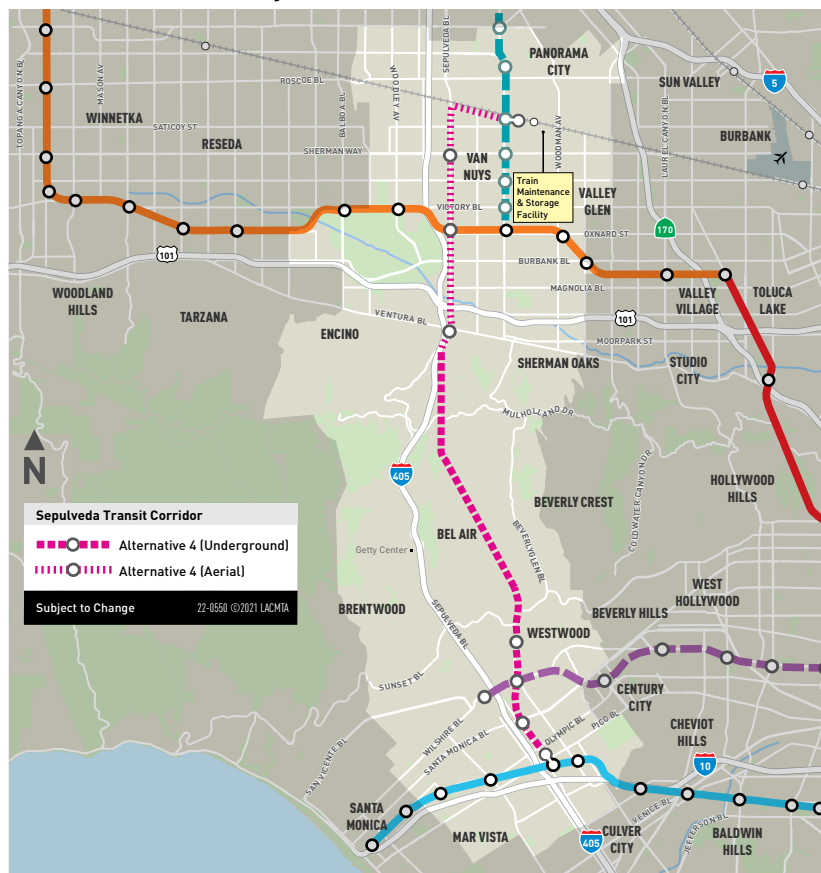 SEPULVEDA BL
PANORAMA
CITY
SUN VALLEY
5
TOPANGA CANYON BL
MASON AV
ROSCOE BL
WOODLEY AV
BALBOA BL
WINNETKA
SATICOY ST
RESEDA
SHERMAN WAY
VAN
NUYS
WOODMAN AV
LAUREL CANYON BL
BURBANK
Train
Maintenance
& Storage
Facility
VALLEY
GLEN
VICTORY BL
OXNARD ST
170
101
BURBANK BL
MAGNOLIA BL
WOODLAND
HILLS
TARZANA
VENTURA BL
101
VALLEY
VILLAGE
TOLUCA
LAKE
ENCINO
MOORPARK ST
SHERMAN OAKS
STUDIO
CITY
MULHOLLAND DR
N
405
COLDWATER CANYON DR
HOLLYWOOD
HILLS
BEVERLY CREST
Sepulveda Transit Corridor
Alternative 4 (Underground)
Alternative 4 (Aerial)
Subject to Change
22-0550 ©2021 LACMTA
BEL AIR
BEVERLY GLEN BL
Getty Center
BRENTWOOD
SEPULVEDA BL
WEST
HOLLYWOOD
BEVERLY HILLS
WESTWOOD
SUNSET BL
CENTURY
CITY
WILSHIRE BL
SANTA MONICA BL
OLYMPIC BL
PICO BL
CHEVIOT
HILLS
10
SAN VICENTE BL
SANTA
MONICA
MAR VISTA
405
CULVER
CITY
VENICE BL
JEFFERSON BL
BALDWIN
HILLS